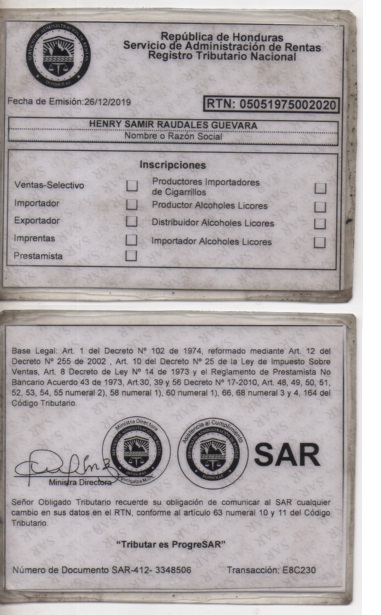 República de Honduras
Servicio de Administración de Rentas
Registro Tributario Nacional
Fecha de Emisión:26/12/2019
RTN: 05051975002020
HENRY SAMIR RAUDALES GUEVARA
Nombre o Razón Social
Inscripciones
Ventas-Selectivo
Productores Importadores
de Cigarrillos
Importador
Productor Alcoholes Licores
Exportador
Distribuidor Alcoholes Licores
Imprentas
Importador Alcoholes Licores
Prestamista
Base Legal: Art. 1 del Decreto Nº 102 de 1974, reformado mediante Art. 12 del
Decreto Nº 255 de 2002 , Art. 10 del Decreto Nº 25 de la Ley de Impuesto Sobre
Ventas, Art. 8 Decreto de Ley Nº 14 de 1973 y el Reglamento de Prestamista No
Bancario Acuerdo 43 de 1973, Art.30, 39 y 56 Decreto Nº 17-2010, Art. 48, 49, 50, 51,
52, 53, 54, 55 numeral 2), 58 numeral 1), 60 numeral 1), 66, 68 numeral 3 y 4, 164 del
Código Tributario.
Ministra Directora
Asistencia al Cumplimiento
SAR
Ministra Directora
Señor Obligado Tributario recuerde su obligación de comunicar al SAR cualquier
cambio en sus datos en el RTN, conforme al artículo 63 numeral 10 y 11 del Código
Tributario.
"Tributar es ProgreSAR"
Número de Documento SAR-412- 3348506
Transacción: E8C230